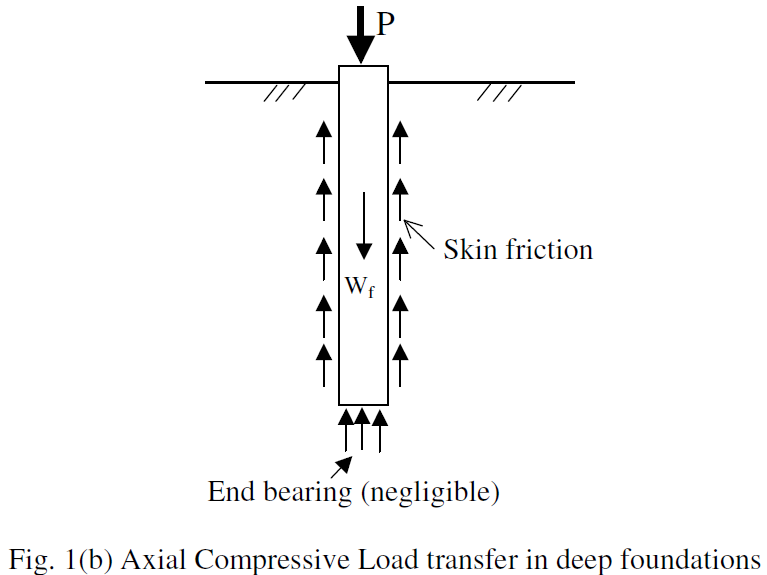 P
Skin friction
Wf
End bearing (negligible)
Fig. 1(b) Axial Compressive Load transfer in deep foundations